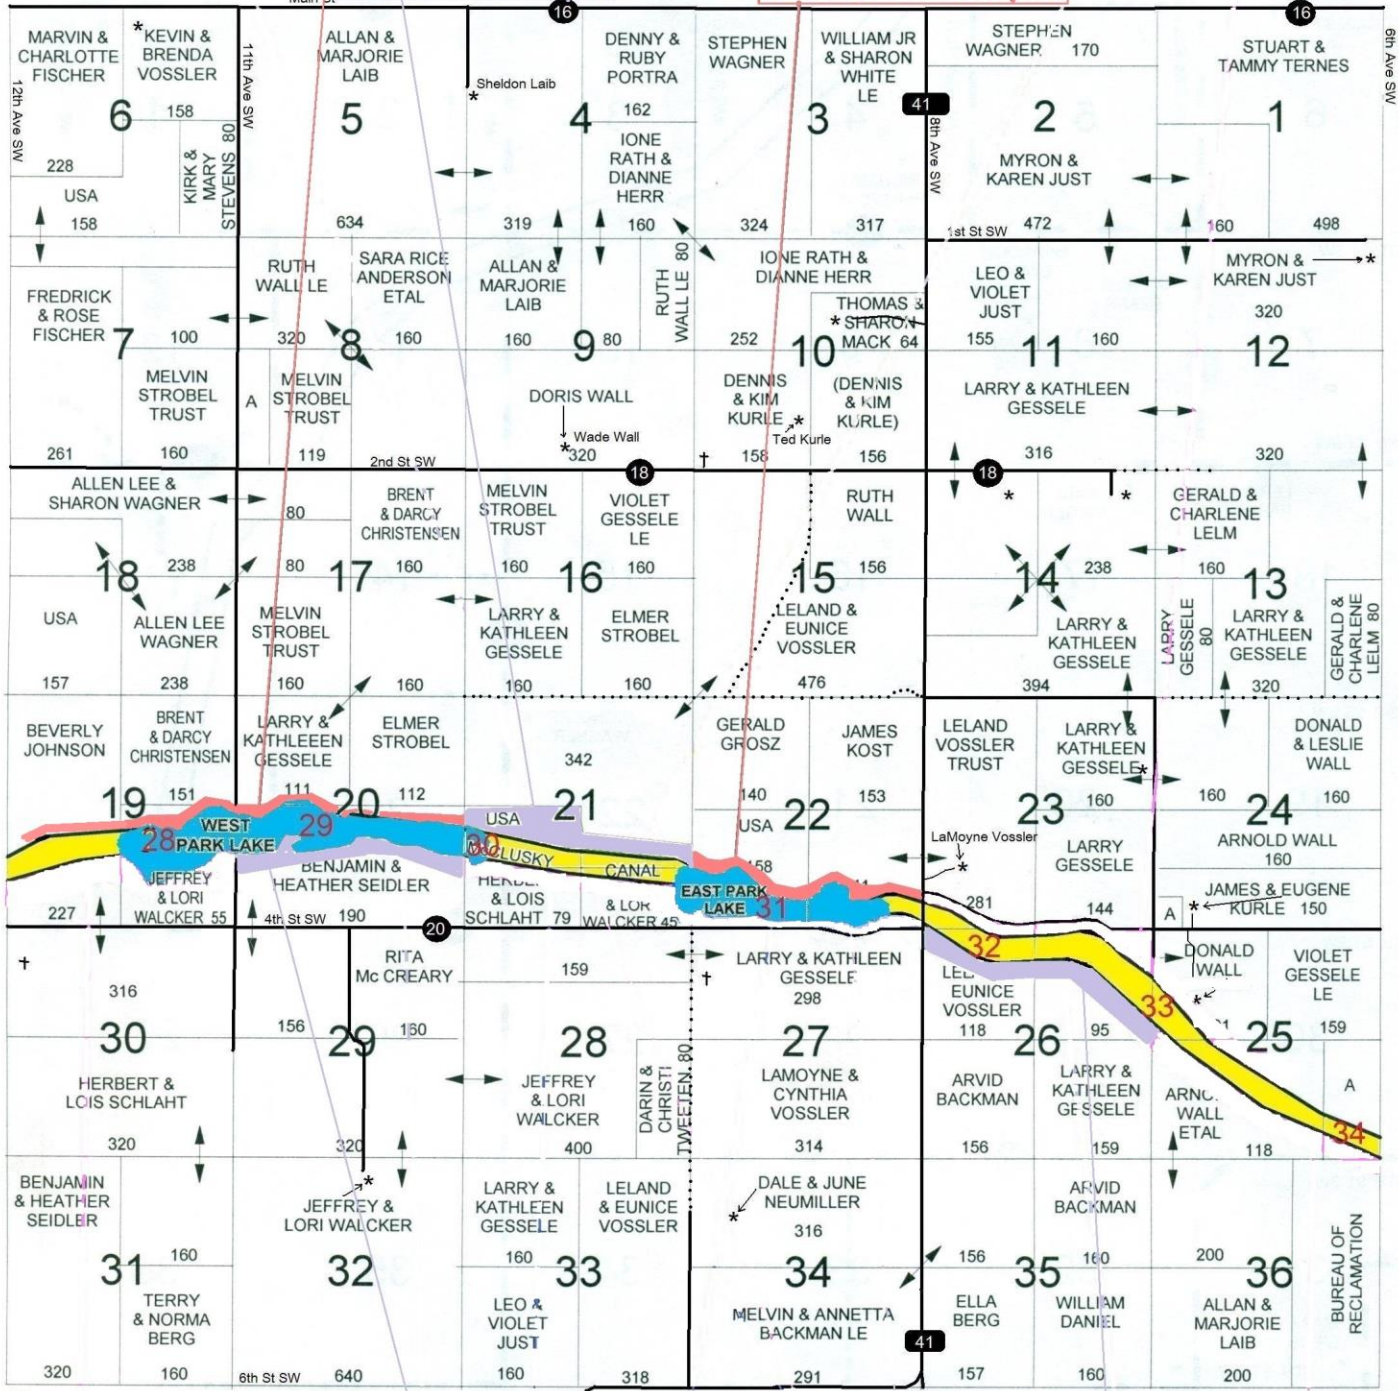 Main St
16
16
12th Ave SW
11th Ave SW
8th Ave SW
6th Ave SW
MARVIN &
CHARLOTTE
FISCHER
228
* KEVIN &
BRENDA
VOSSLER
158
6
USA
158
KIRK &
MARY
STEVENS 80
ALLAN &
MARJORIE
LAIB
5
634
Sheldon Laib
*
4
319
DENNY &
RUBY
PORTRA
162
IONE
RATH &
DIANNE
HERR
160
STEPHEN
WAGNER
324
WILLIAM JR
& SHARON
WHITE
LE
3
317
41
STEPHEN
WAGNER 170
2
MYRON &
KAREN JUST
472
STUART &
TAMMY TERNES
1
160
498
1st St SW
FREDRICK
& ROSE
FISCHER
7
100
MELVIN
STROBEL
TRUST
261
160
RUTH
WALL LE
320
SARA RICE
ANDERSON
ETAL
160
8
A
MELVIN
STROBEL
TRUST
119
2nd St SW
ALLAN &
MARJORIE
LAIB
160
9
80
RUTH
WALL LE 80
DORIS WALL
* Wade Wall
320
IONE RATH &
DIANNE HERR
252
THOMAS &
* SHARON
MACK 64
10
DENNIS
& KIM
KURLE
*
Ted Kurle
158
(DENNIS
& KIM
KURLE)
156
†
LEO &
VIOLET
JUST
155
11
160
LARRY & KATHLEEN
GESSELE
316
MYRON &
KAREN JUST
*
320
12
320
18
18
ALLEN LEE &
SHARON WAGNER
18
238
USA
157
ALLEN LEE
WAGNER
238
80
80
17
BRENT
& DARCY
CHRISTENSEN
160
MELVIN
STROBEL
TRUST
160
160
MELVIN
STROBEL
TRUST
160
16
VIOLET
GESSELE
LE
160
LARRY &
KATHLEEN
GESSELE
160
ELMER
STROBEL
160
RUTH
WALL
156
15
LELAND &
EUNICE
VOSSLER
476
*
*
14
238
LARRY &
KATHLEEN
GESSELE
394
GERALD &
CHARLENE
LELM
160
13
LARRY
GESSELE
80
LARRY &
KATHLEEN
GESSELE
320
GERALD &
CHARLENE
LELM 80
BEVERLY
JOHNSON
BRENT
& DARCY
CHRISTENSEN
19
151
LARRY &
KATHLEEEN
GESSELE
111
ELMER
STROBEL
20
112
342
21
USA
GERALD
GROSZ
140
JAMES
KOST
22
153
USA
158
LELAND
VOSSLER
TRUST
23
LARRY &
KATHLEEN
GESSELE
*
160
LARRY
GESSELE
144
LaMoyne Vossler
*
281
DONALD
& LESLIE
WALL
160
24
160
ARNOLD WALL
160
JAMES & EUGENE
KURLE 150
A
*
28
WEST
PARK LAKE
29
30
McCLUSKY
CANAL
EAST PARK
LAKE
31
32
33
34
227
JEFFREY
& LORI
WALCKER 55
4th St SW
BENJAMIN &
HEATHER SEIDLER
190
& LOIS
SCHLAHT 79
& LOR
WALCKER 45
20
†
316
30
HERBERT &
LOIS SCHLAHT
320
156
29
RITA
Mc CREARY
160
320
159
28
JEFFREY
& LORI
WALCKER
400
DARIN &
CHRISTI
TWEETEN 80
†
LARRY & KATHLEEN
GESSELE
298
27
LAMOYNE &
CYNTHIA
VOSSLER
314
EUNICE
VOSSLER
118
26
95
ARVID
BACKMAN
156
LARRY &
KATHLEEN
GESSELE
159
DONALD
WALL
*
25
VIOLET
GESSELE
LE
159
A
WALL
ETAL
118
BENJAMIN
& HEATHER
SEIDLER
31
160
TERRY
& NORMA
BERG
320
160
*
JEFFREY &
LORI WALCKER
32
6th St SW
640
LARRY &
KATHLEEN
GESSELE
160
LELAND
& EUNICE
VOSSLER
33
LEO &
VIOLET
JUST
160
318
DALE & JUNE
NEUMILLER
*
316
34
MELVIN & ANNETTA
BACKMAN LE
291
41
156
35
ARVID
BACKMAN
160
ELLA
BERG
157
WILLIAM
DANIEL
160
200
36
ALLAN &
MARJORIE
LAIB
200
BUREAU OF
RECLAMATION